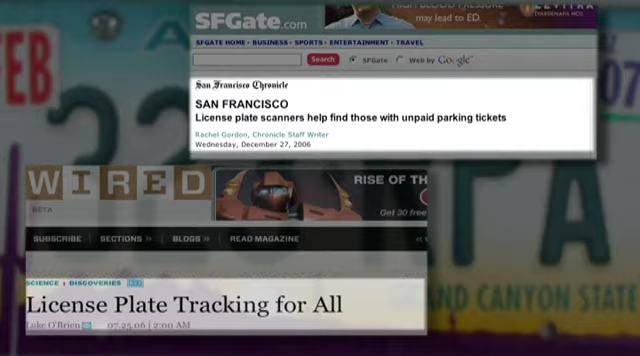 HIGH BLOOD PRESSURE
may lead to ED.
LEVITRA
(VARDENAFIL HCl)
SFGate.com
SFGATE HOME · BUSINESS · SPORTS · ENTERTAINMENT · TRAVEL
Search
SFGate
Web by Google
San Francisco Chronicle
SAN FRANCISCO
License plate scanners help find those with unpaid parking tickets
Rachel Gordon, Chronicle Staff Writer
Wednesday, December 27, 2006
FEB
07
WIRED
BETA
RISE OF TH
Get 30 free
SUBSCRIBE
SECTIONS »
BLOGS »
READ MAGAZINE
SCIENCE : DISCOVERIES
License Plate Tracking for All
Luke O'Brien
07.25.06 | 2:00 AM
PA
AND CANYON STATE